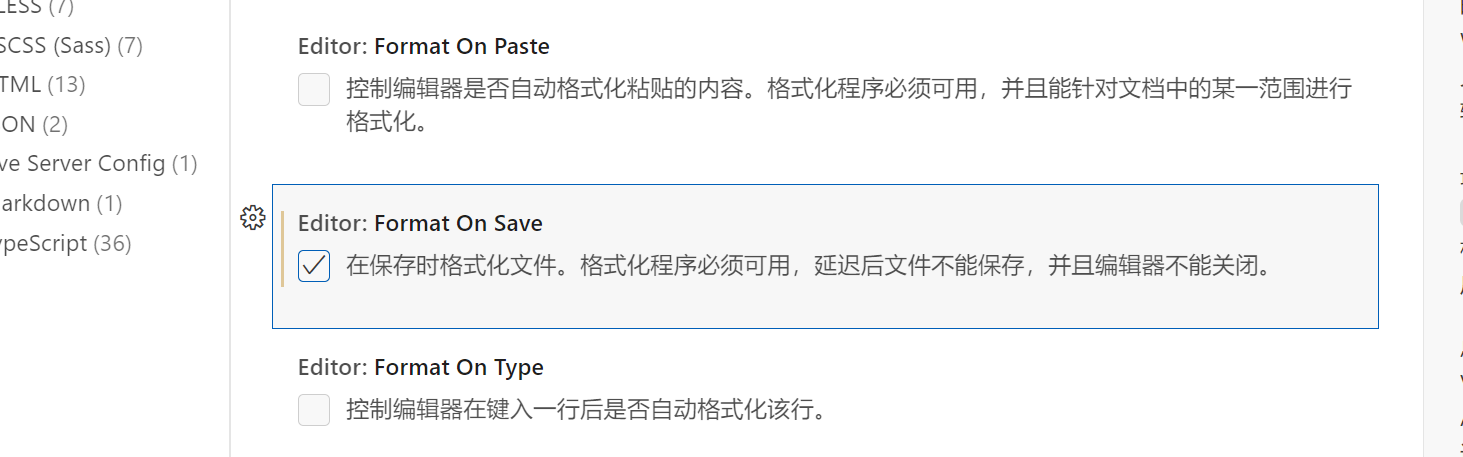 LESS (7)
SCSS (Sass) (7)
TML (13)
ON (2)
ve Server Config (1)
arkdown (1)
ypeScript (36)
Editor: Format On Paste
控制编辑器是否自动格式化粘贴的内容。格式化程序必须可用，并且能针对文档中的某一范围进行
格式化。
Editor: Format On Save
在保存时格式化文件。格式化程序必须可用，延迟后文件不能保存，并且编辑器不能关闭。
Editor: Format On Type
控制编辑器在键入一行后是否自动格式化该行。